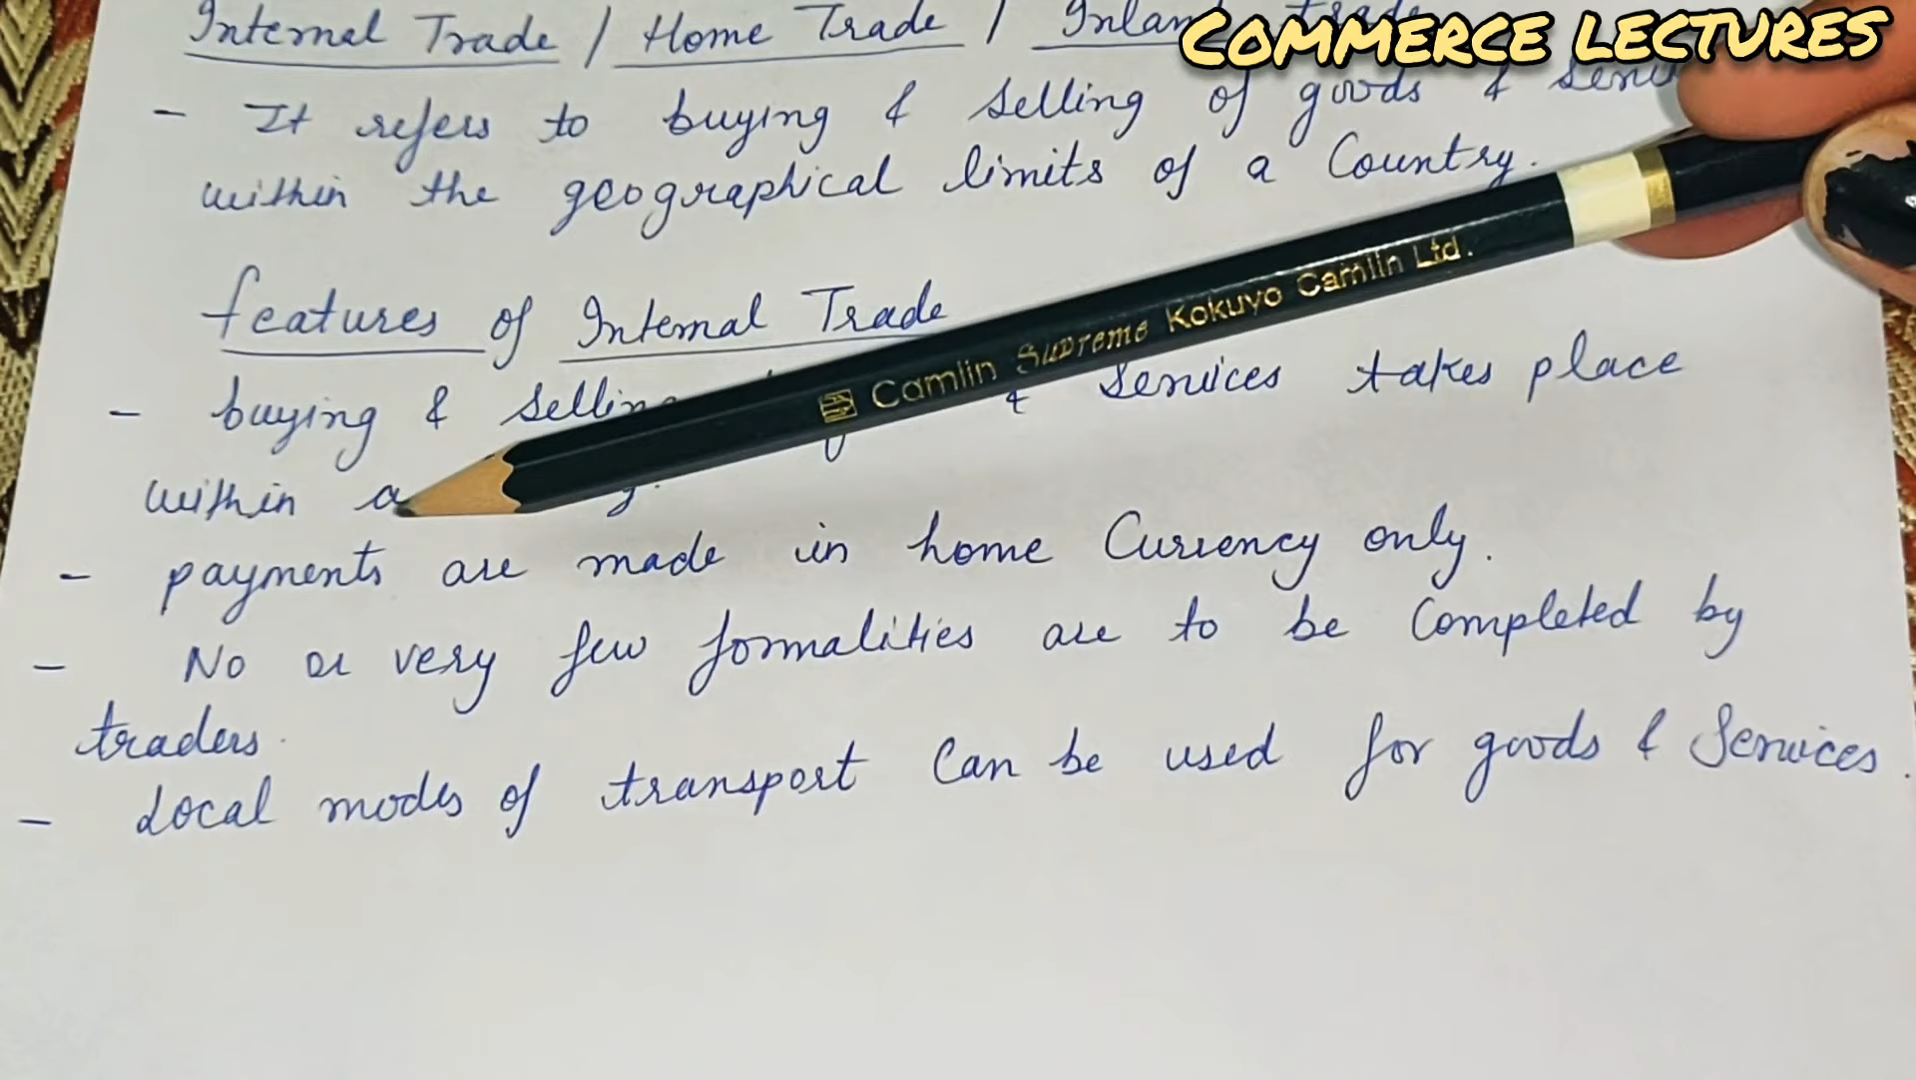 Internal Trade / Home Trade / Inland Trade
COMMERCE LECTURES
- It refers to buying & selling of goods &
within the geographical limits of a Country.
features of Internal Trade
- buying & selling & services takes place
within a
- payments are made in home Currency only.
- No or very few formalities are to be Completed by
traders.
- Local modes of transport Can be used for goods & Services.
Camlin Supreme Kokuyo Camlin Ltd.